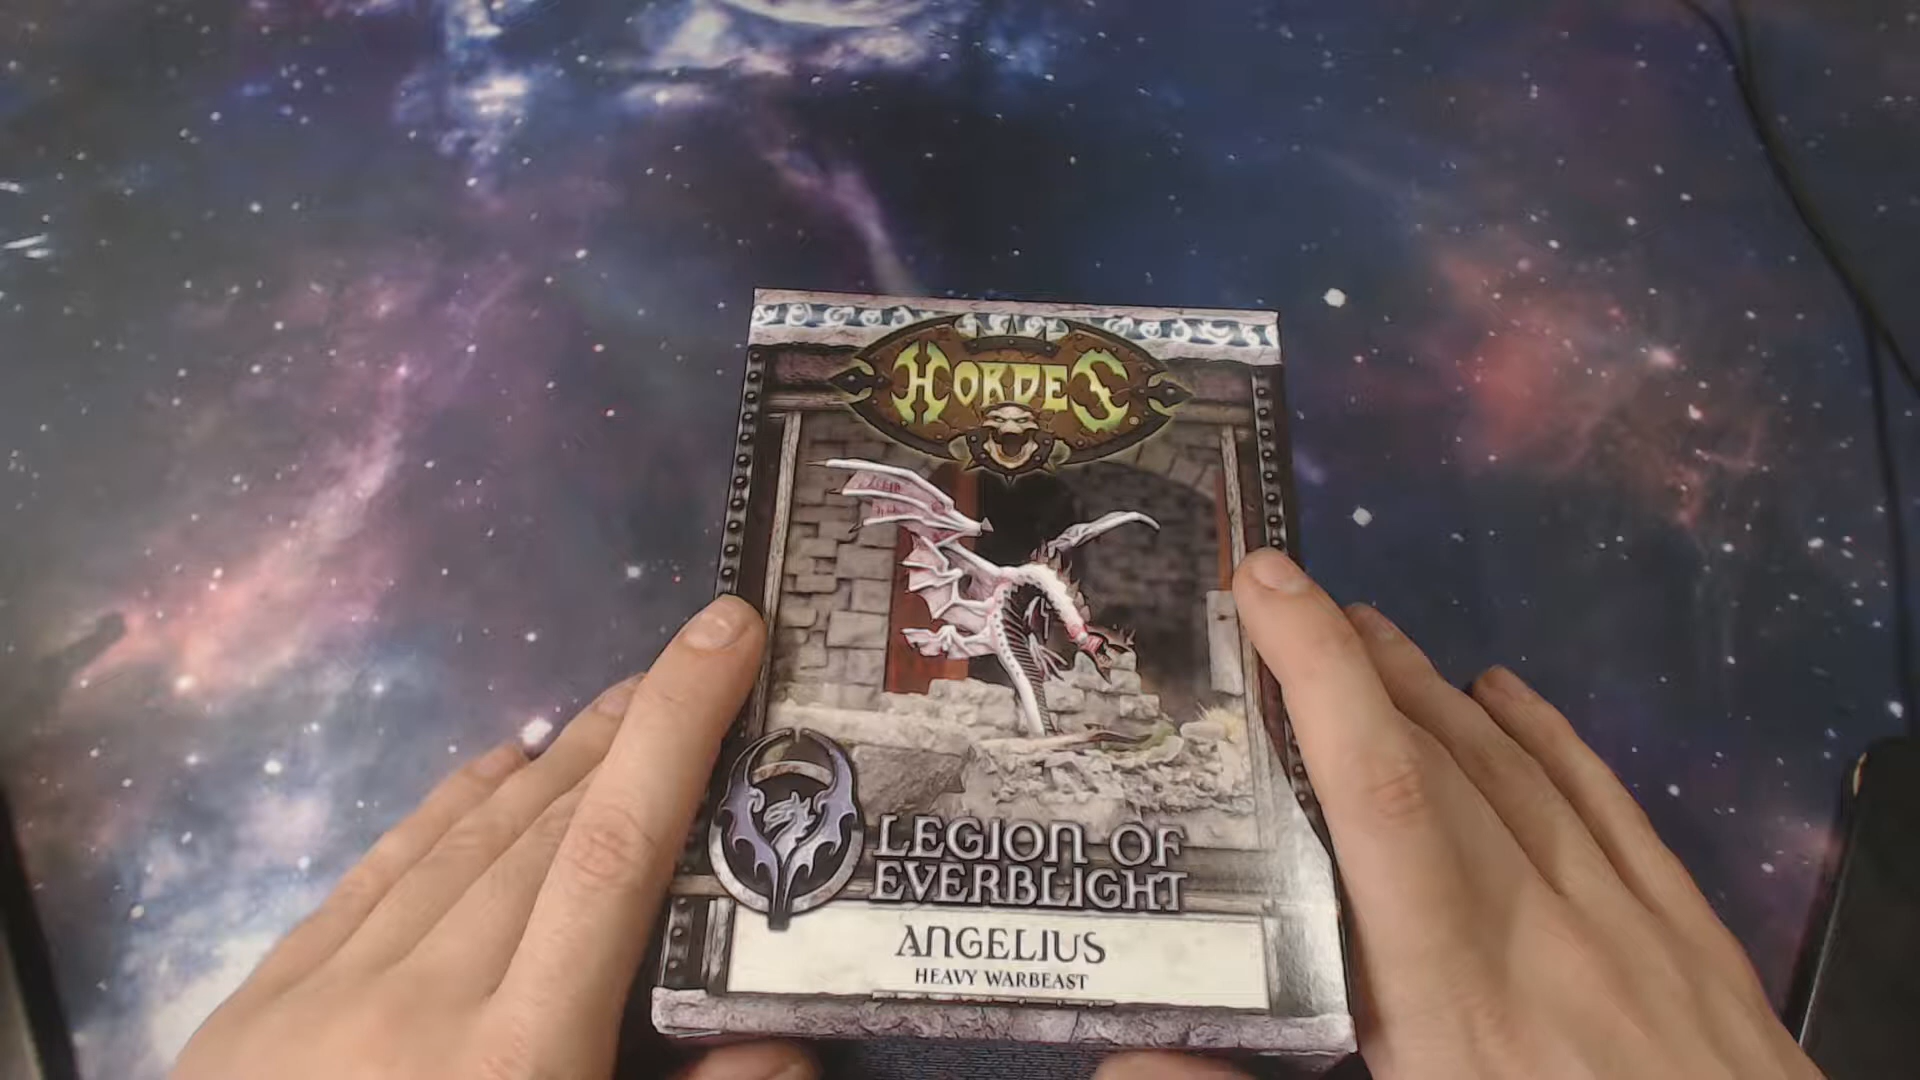 HORDES
LEGION OF
EVERBLIGHT
ANGELIUS
HEAVY WARBEAST